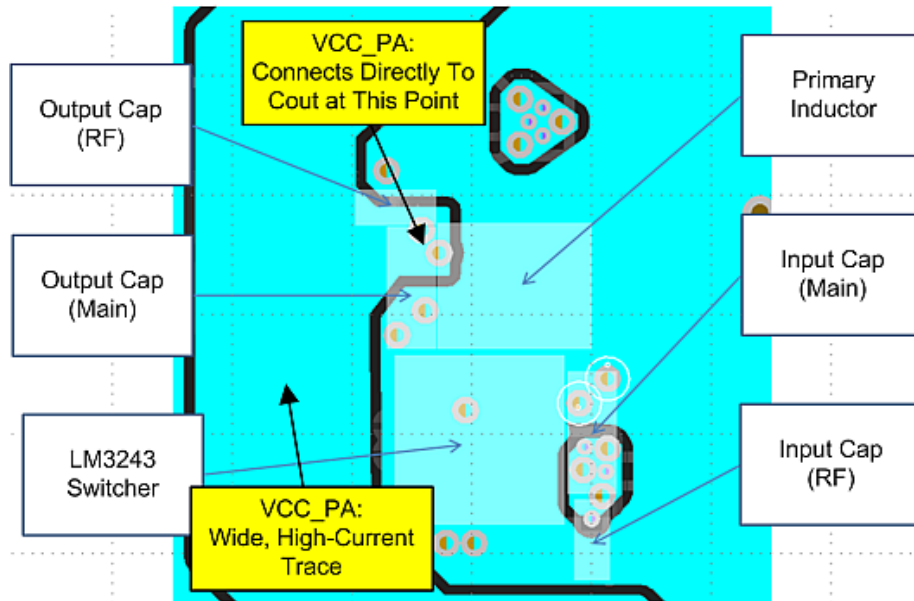 VCC_PA:
Connects Directly To
Cout at This Point
Output Cap
(RF)
Primary
Inductor
Output Cap
(Main)
Input Cap
(Main)
LM3243
Switcher
Input Cap
(RF)
VCC_PA:
Wide, High-Current
Trace